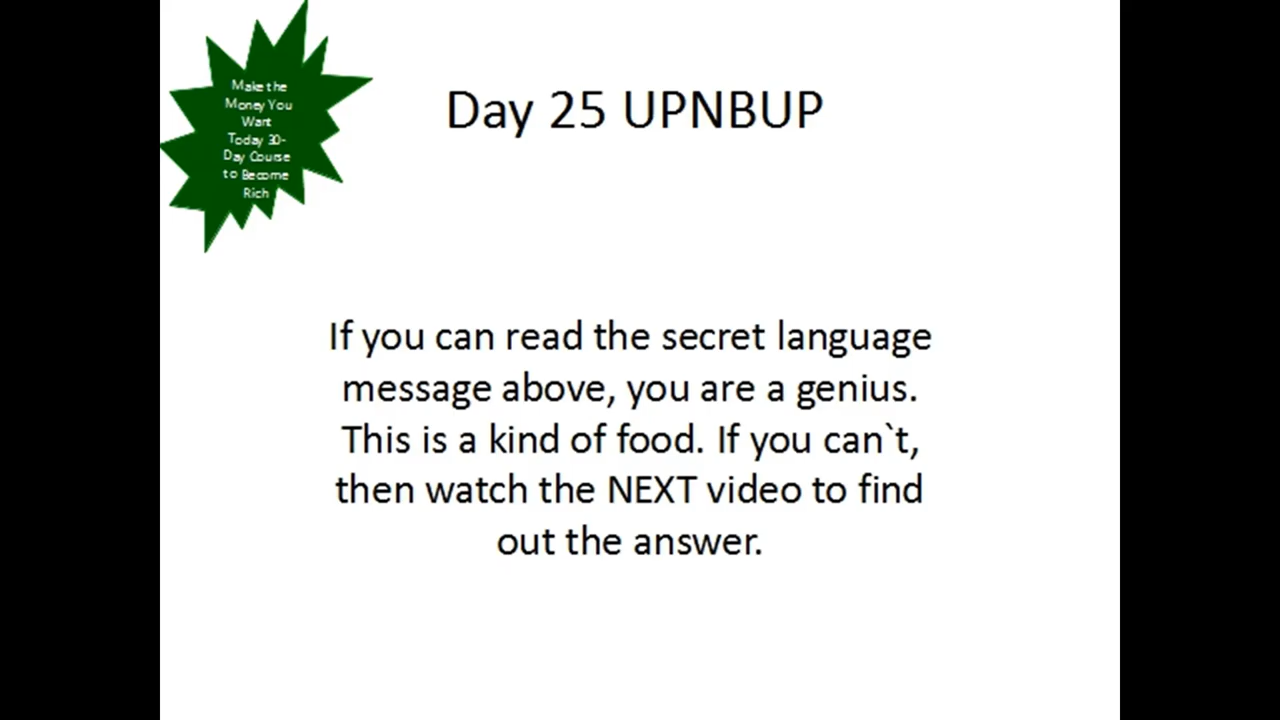 Make the
Money You
Want
Today 30-
Day Course
to Become
Rich
Day 25 UPNBUP
If you can read the secret language
message above, you are a genius.
This is a kind of food. If you can`t,
then watch the NEXT video to find
out the answer.